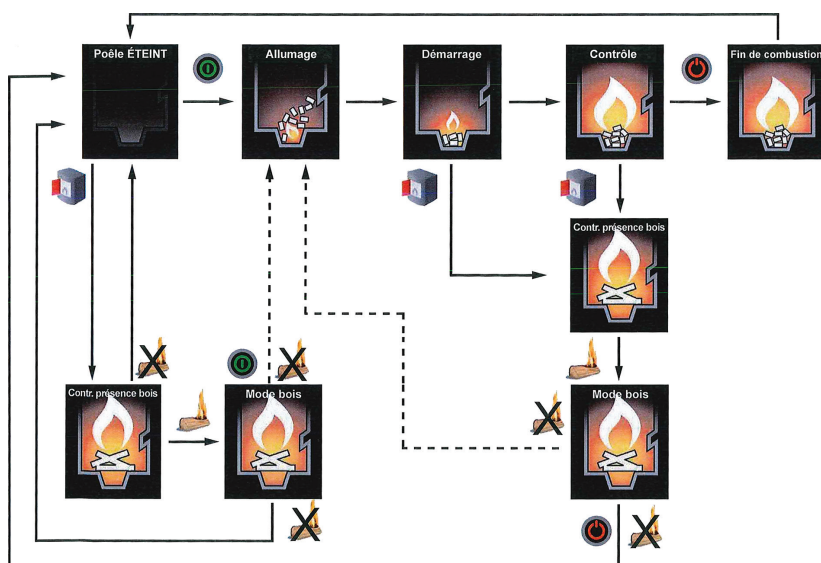 Poêle ÉTEINT
Allumage
Démarrage
Contrôle
Fin de combustion
Contr. présence bois
Contr. présence bois
Mode bois
Mode bois